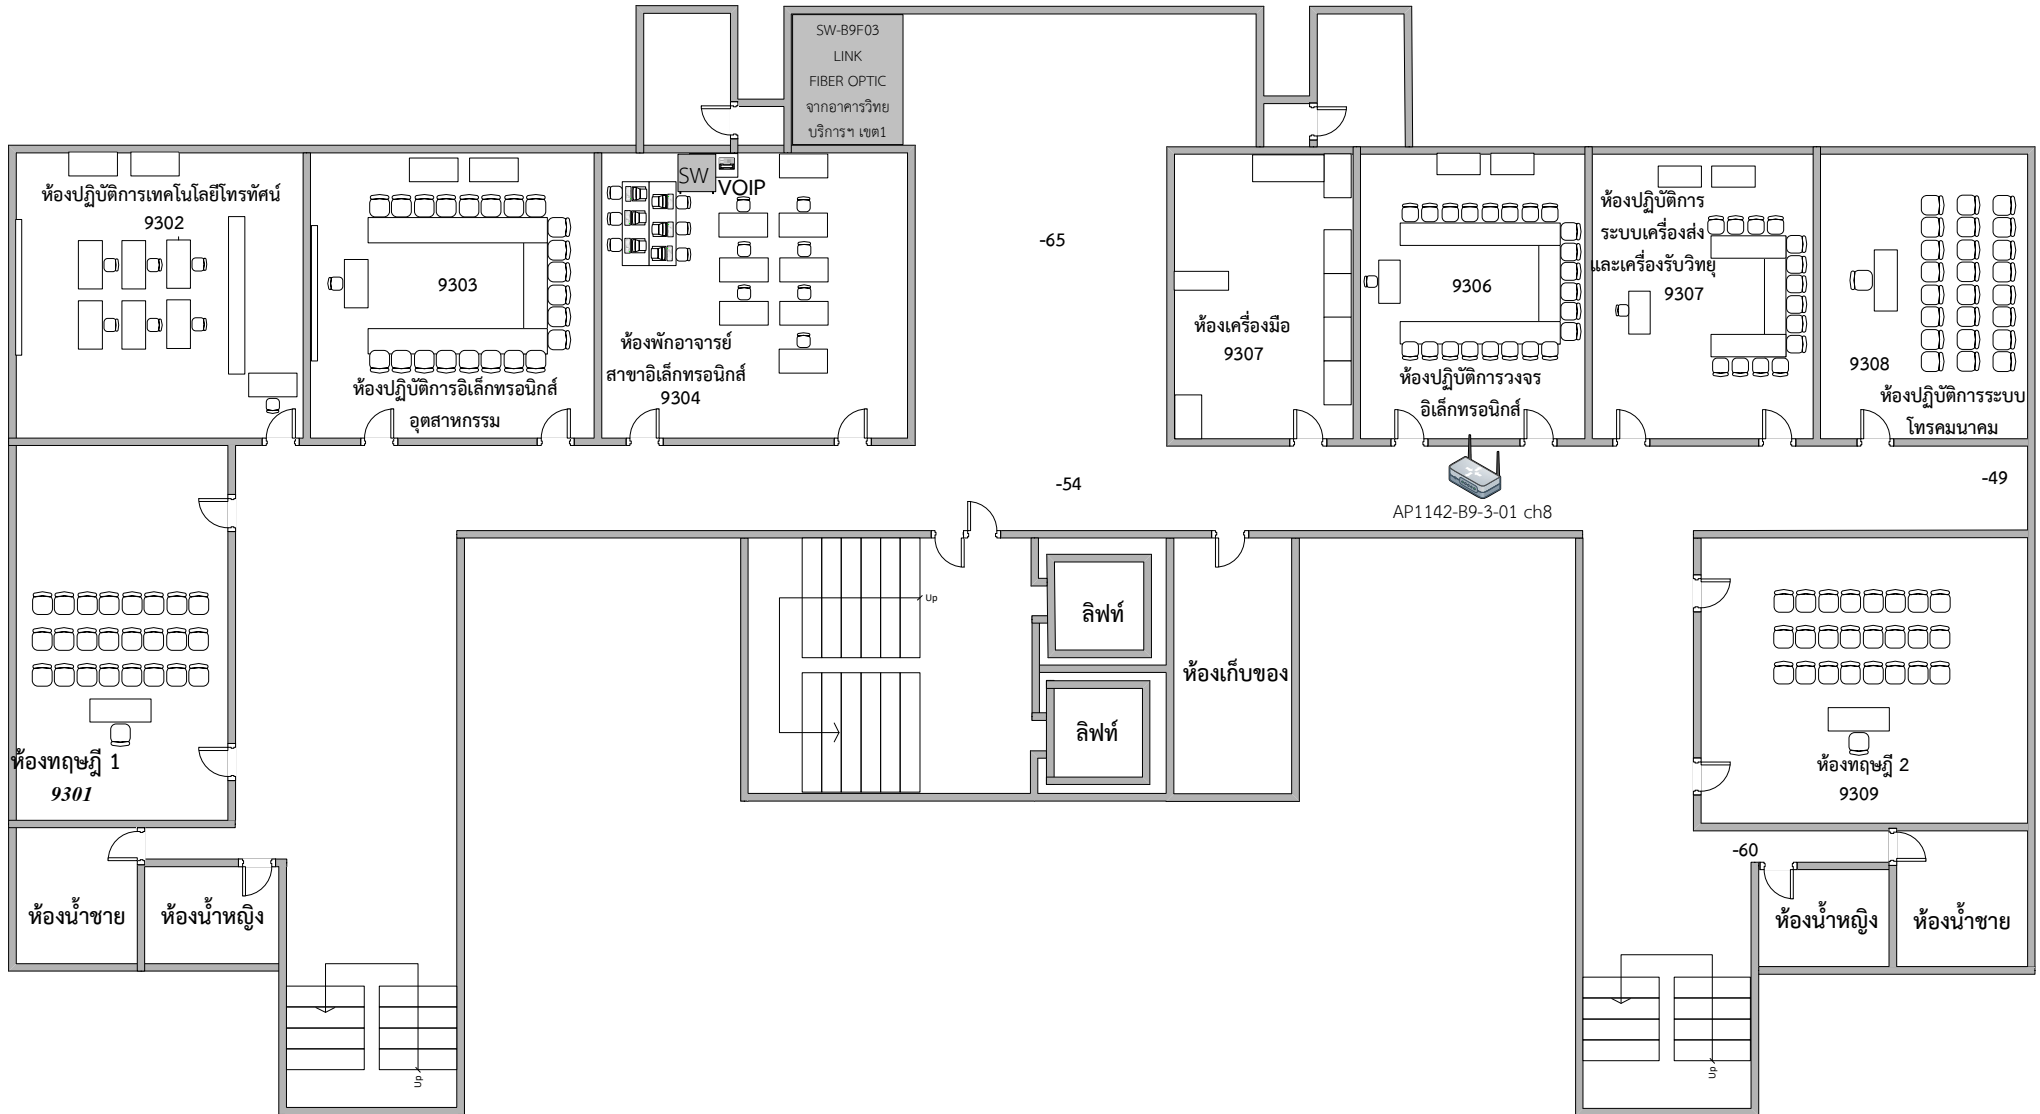 SW-B9F03
LINK
FIBER OPTIC
จากอาคารวิทย
บริการฯ เขต1
ห้องปฏิบัติการเทคโนโลยีโทรทัศน์
9302
9303
ห้องปฏิบัติการอิเล็กทรอนิกส์
อุตสาหกรรม
SW
VOIP
ห้องพักอาจารย์
สาขาอิเล็กทรอนิกส์
9304
-65
ห้องเครื่องมือ
9307
9306
ห้องปฏิบัติการวงจร
อิเล็กทรอนิกส์
ห้องปฏิบัติการ
ระบบเครื่องส่ง
และเครื่องรับวิทยุ
9307
9308
ห้องปฏิบัติการระบบ
โทรคมนาคม
-54
AP1142-B9-3-01 ch8
-49
ห้องทฤษฎี 1
9301
Up
ลิฟท์
ลิฟท์
ห้องเก็บของ
ห้องทฤษฎี 2
9309
-60
ห้องน้ำชาย
ห้องน้ำหญิง
ห้องน้ำหญิง
ห้องน้ำชาย
Up
Up